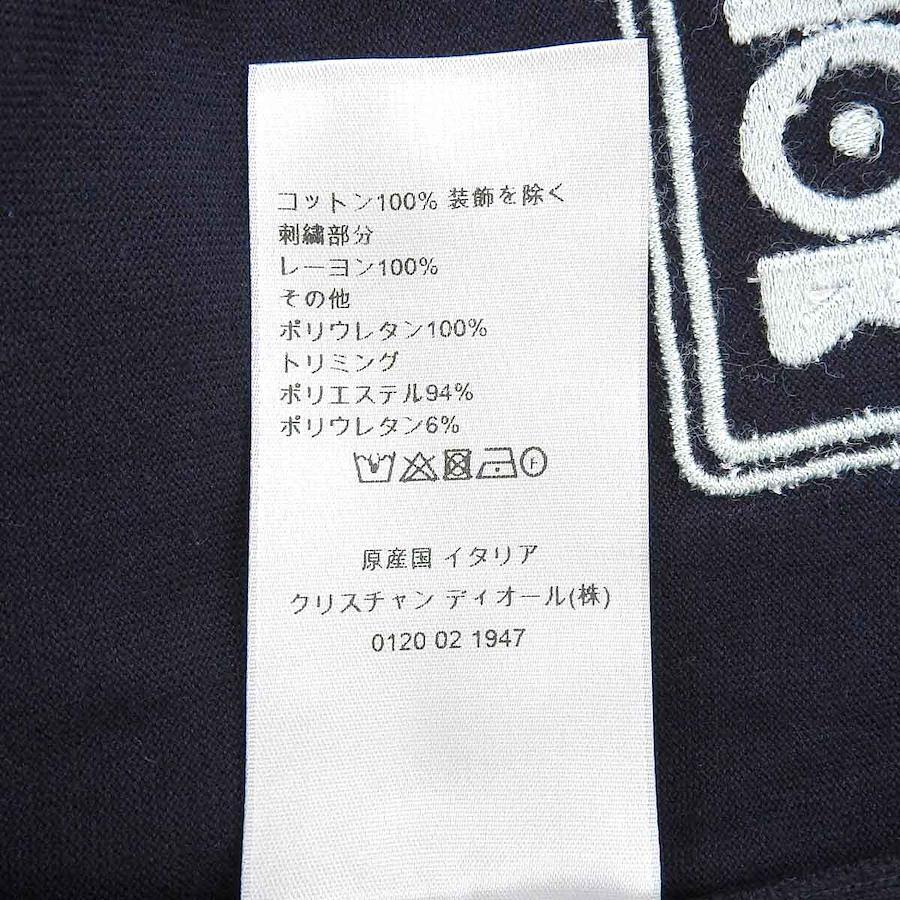 コットン100% 装飾を除く
刺繍部分
レーヨン100%
その他
ポリウレタン100%
トリミング
ポリエステル94%
ポリウレタン6%
F
原産国 イタリア
クリスチャン ディオール(株)
0120 02 1947